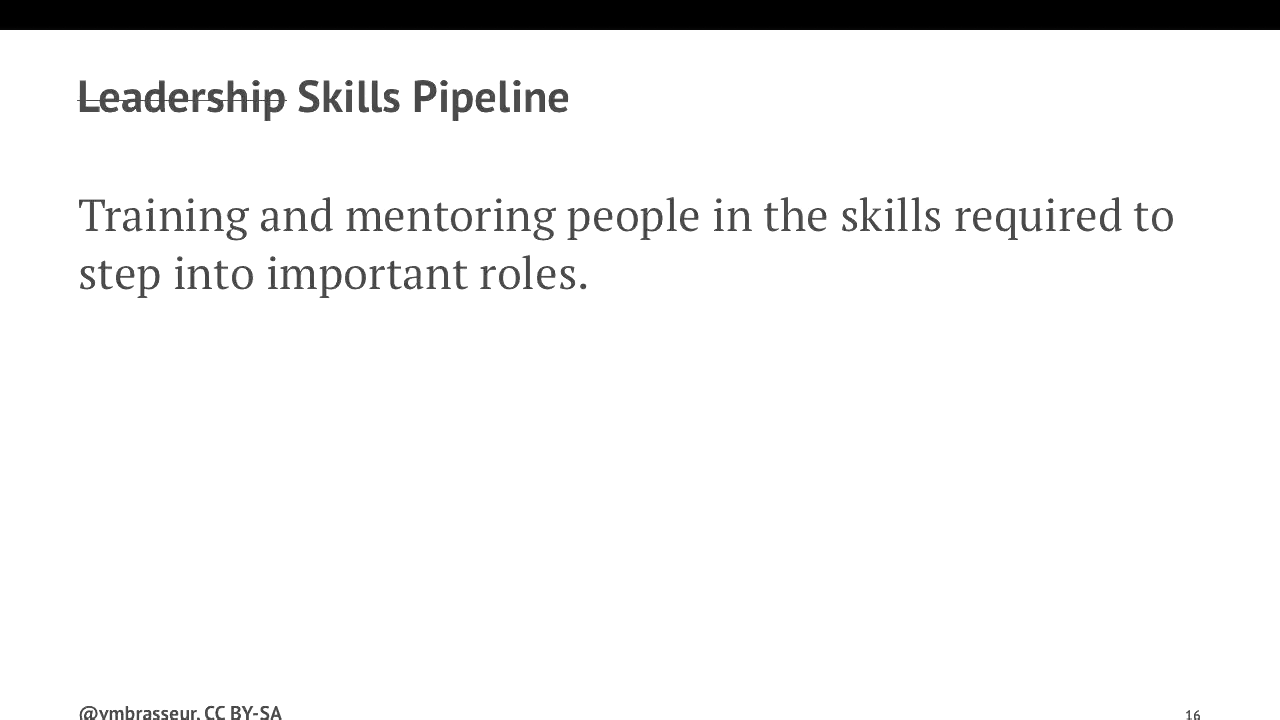 Leadership Skills Pipeline
Training and mentoring people in the skills required to
step into important roles.
@vmbrasseur, CC BY-SA
16